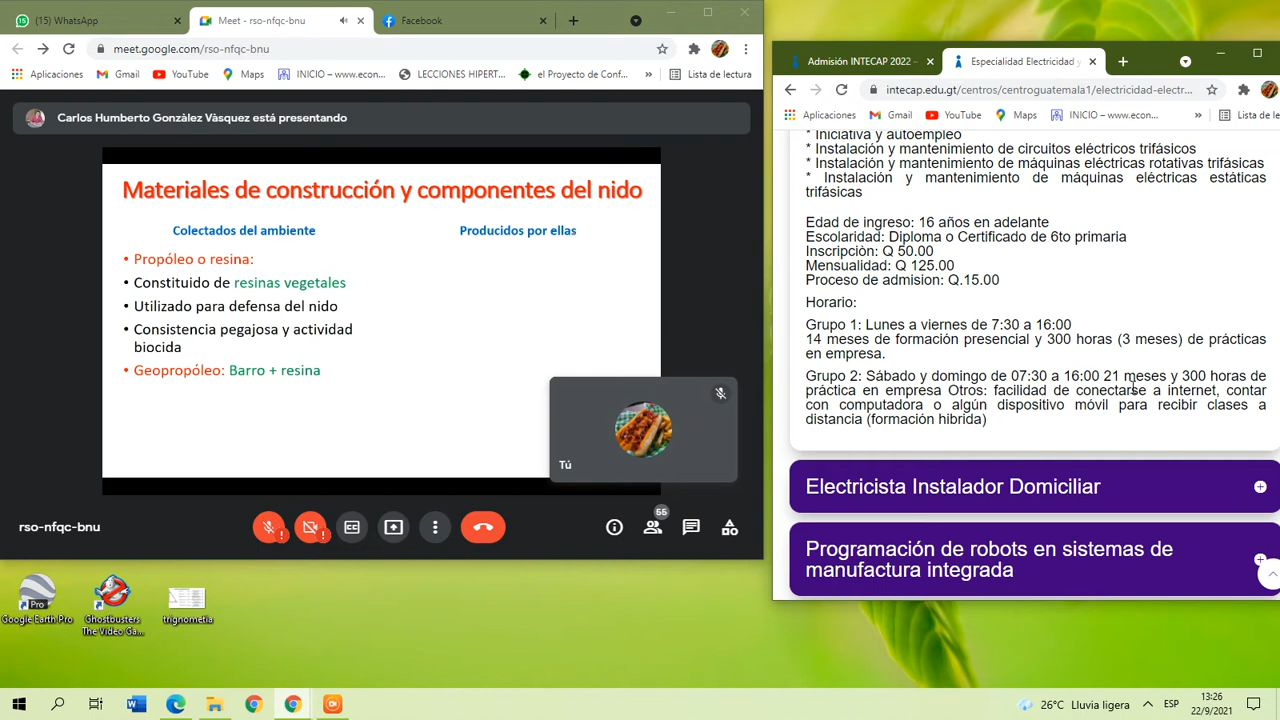 (15) WhatsApp
Meet - rso-nfqc-bnu
Facebook
meet.google.com/rso-nfqc-bnu
Aplicaciones
Gmail
YouTube
Maps
INICIO – www.econ...
LECCIONES HIPERT...
el Proyecto de Conf...
»
Lista de lectura
Carlos Humberto Gonzàlez Vàsquez está presentando
Materiales de construcción y componentes del nido
Colectados del ambiente
Producidos por ellas
• Propóleo o resina:
• Constituido de resinas vegetales
• Utilizado para defensa del nido
• Consistencia pegajosa y actividad
biocida
• Geopropóleo: Barro + resina
Tú
rso-nfqc-bnu
55
Admisión INTECAP 2022 -
Especialidad Electricidad y
intecap.edu.gt/centros/centroguatemala1/electricidad-electr...
Aplicaciones
Gmail
YouTube
Maps
INICIO – www.econ...
»
Lista de le
* Iniciativa y autoempleo
* Instalación y mantenimiento de circuitos eléctricos trifásicos
* Instalación y mantenimiento de máquinas eléctricas rotativas trifásicas
* Instalación y mantenimiento de máquinas eléctricas estáticas
trifásicas
Edad de ingreso: 16 años en adelante
Escolaridad: Diploma o Certificado de 6to primaria
Inscripciòn: Q 50.00
Mensualidad: Q 125.00
Proceso de admision: Q.15.00
Horario:
Grupo 1: Lunes a viernes de 7:30 a 16:00
14 meses de formación presencial y 300 horas (3 meses) de prácticas
en empresa.
Grupo 2: Sábado y domingo de 07:30 a 16:00 21 meses y 300 horas de
práctica en empresa Otros: facilidad de conectarse a internet, contar
con computadora o algún dispositivo móvil para recibir clases a
distancia (formación hibrida)
Electricista Instalador Domiciliar
Programación de robots en sistemas de
manufactura integrada
Pro
Google Earth Pro
Ghostbusters
The Video Ga...
trignometia
26°C Lluvia ligera
ESP
13:26
22/9/2021